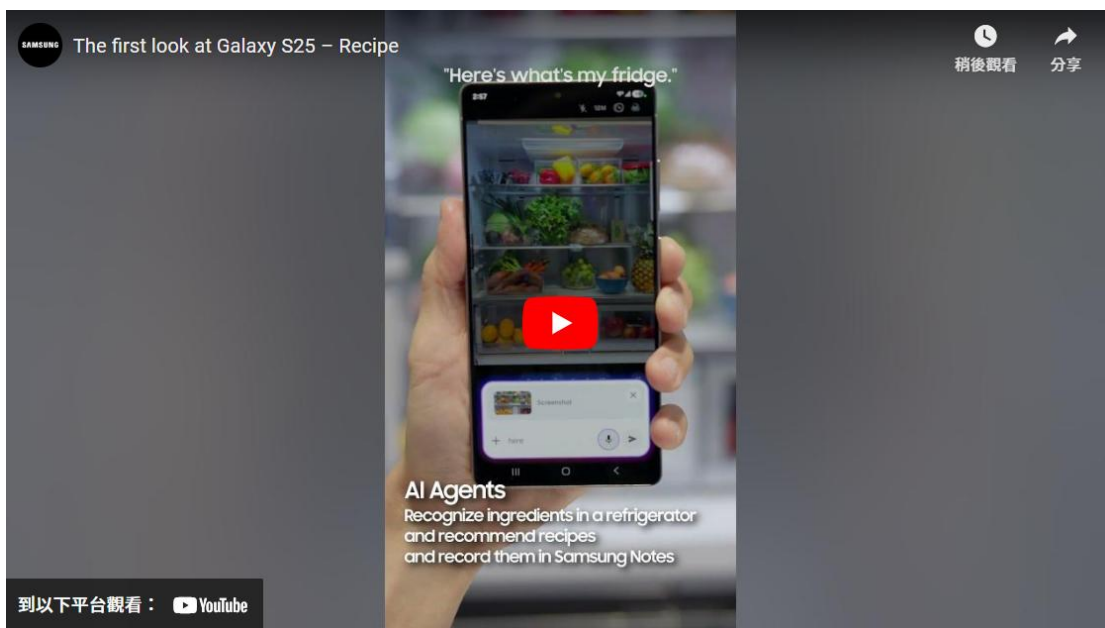 SAMSUNG
The first look at Galaxy S25 – Recipe
稍後觀看
分享
"Here's what's my fridge."
2:57
Screenshot
here
AI Agents
Recognize ingredients in a refrigerator
and recommend recipes
and record them in Samsung Notes
到以下平台觀看：
YouTube